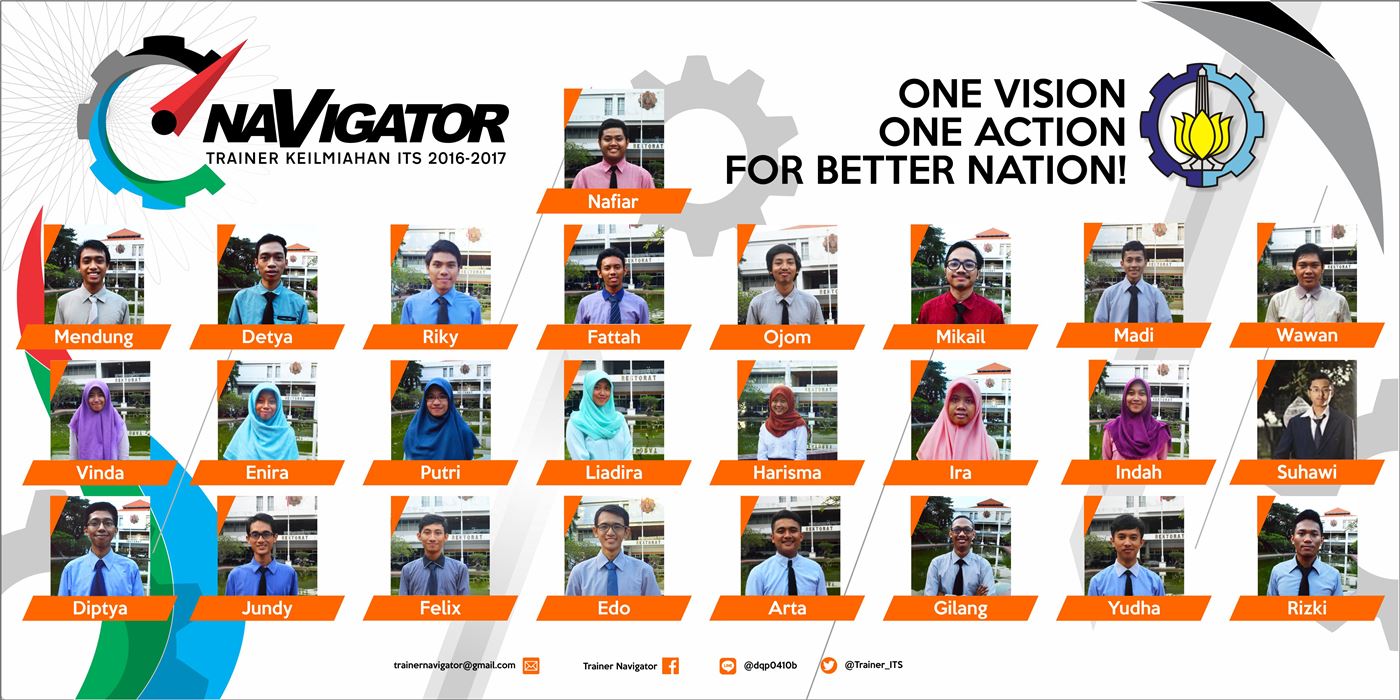 NAVIGATOR
TRAINER KEILMIAHAN ITS 2016-2017
ONE VISION
ONE ACTION
FOR BETTER NATION!
Nafiar
Mendung
Detya
Riky
Fattah
Ojom
Mikail
Madi
Wawan
Vinda
Enira
Putri
Liadira
Harisma
Ira
Indah
Suhawi
Diptya
Jundy
Felix
Edo
Arta
Gilang
Yudha
Rizki
trainernavigator@gmail.com
Trainer Navigator
@dqp0410b
@Trainer_ITS